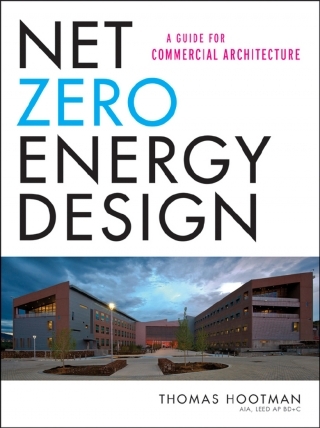 NET
A GUIDE FOR
COMMERCIAL ARCHITECTURE
ZERO
ENERGY
DESIGN
THOMAS HOOTMAN
AIA, LEED AP BD+C